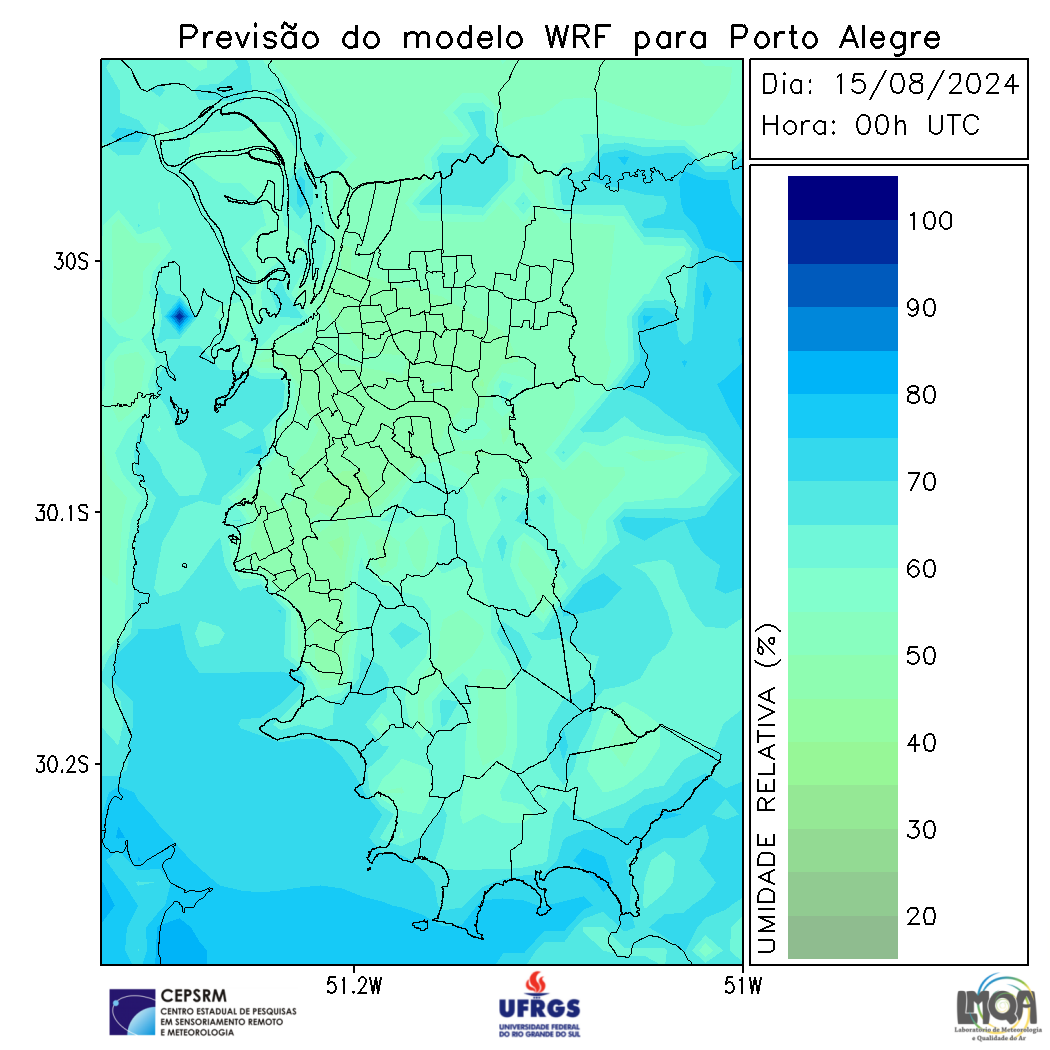 Previsão do modelo WRF para Porto Alegre
Dia: 15/08/2024
Hora: 00h UTC
100
90
80
70
60
50
40
30
20
UMIDADE RELATIVA (%)
30S
30.1S
30.2S
51.2W
51W
CEPSRM
CENTRO ESTADUAL DE PESQUISAS
EM SENSORIAMENTO REMOTO
E METEOROLOGIA
UFRGS
UNIVERSIDADE FEDERAL
DO RIO GRANDE DO SUL
LMQA
Laboratório de Meteorologia
e Qualidade do Ar